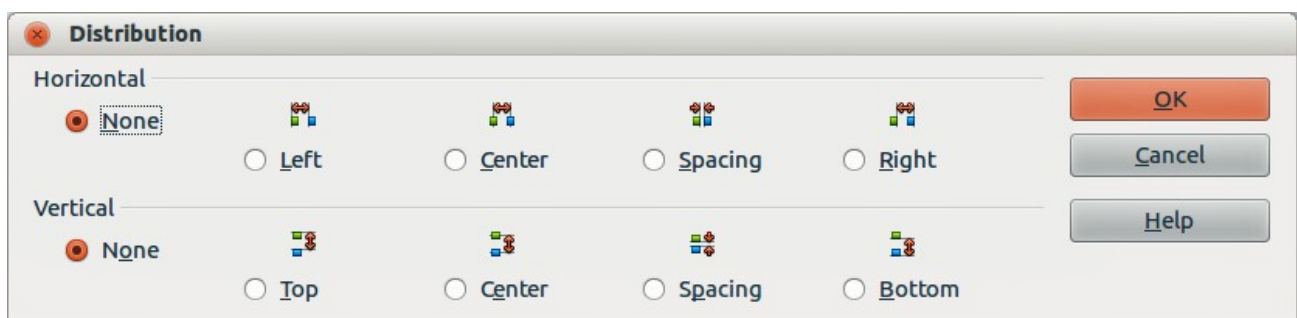 Distribution
Horizontal
None
Left
Center
Spacing
Right
Vertical
None
Top
Center
Spacing
Bottom
OK
Cancel
Help